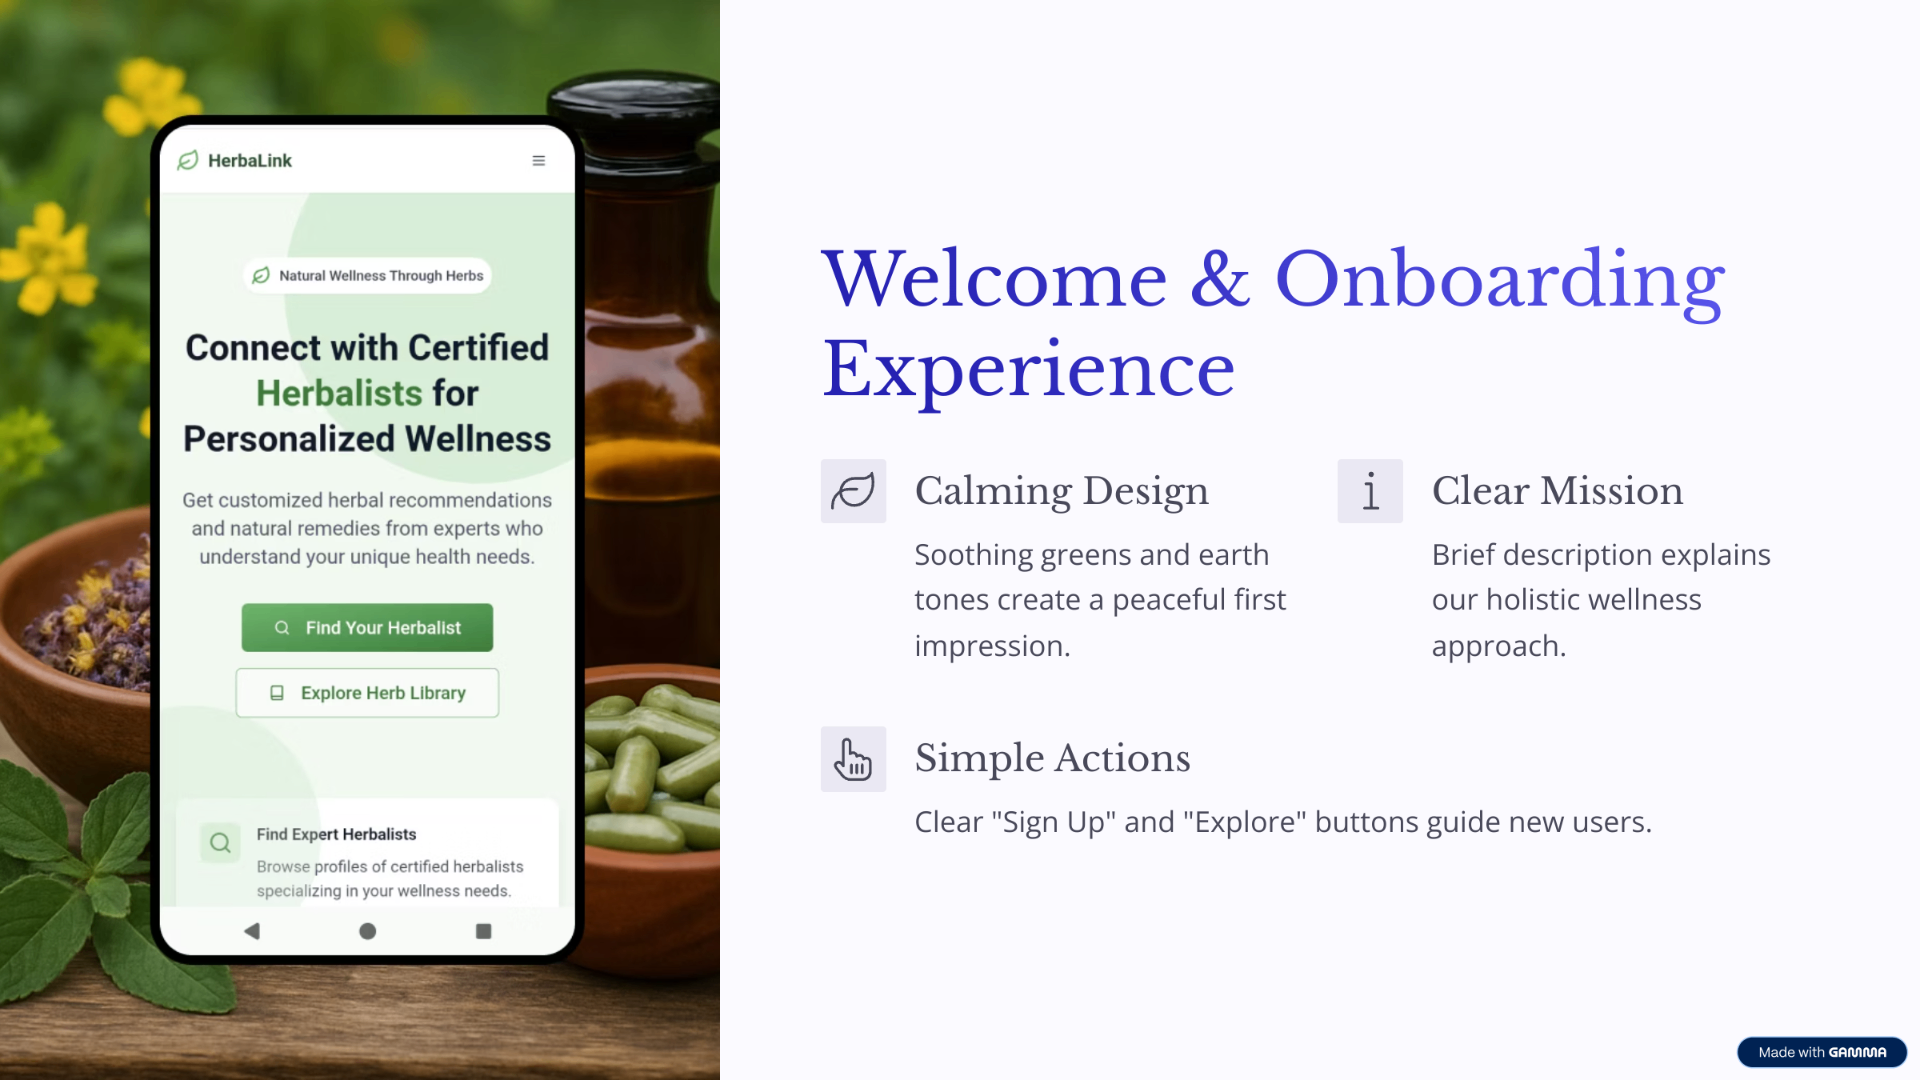 HerbaLink
Natural Wellness Through Herbs
Connect with Certified
Herbalists for
Personalized Wellness
Get customized herbal recommendations
and natural remedies from experts who
understand your unique health needs.
Find Your Herbalist
Explore Herb Library
Find Expert Herbalists
Browse profiles of certified herbalists
specializing in your wellness needs.
Welcome & Onboarding
Experience
Calming Design
Soothing greens and earth
tones create a peaceful first
impression.
Clear Mission
Brief description explains
our holistic wellness
approach.
Simple Actions
Clear "Sign Up" and "Explore" buttons guide new users.
Made with GAMMA